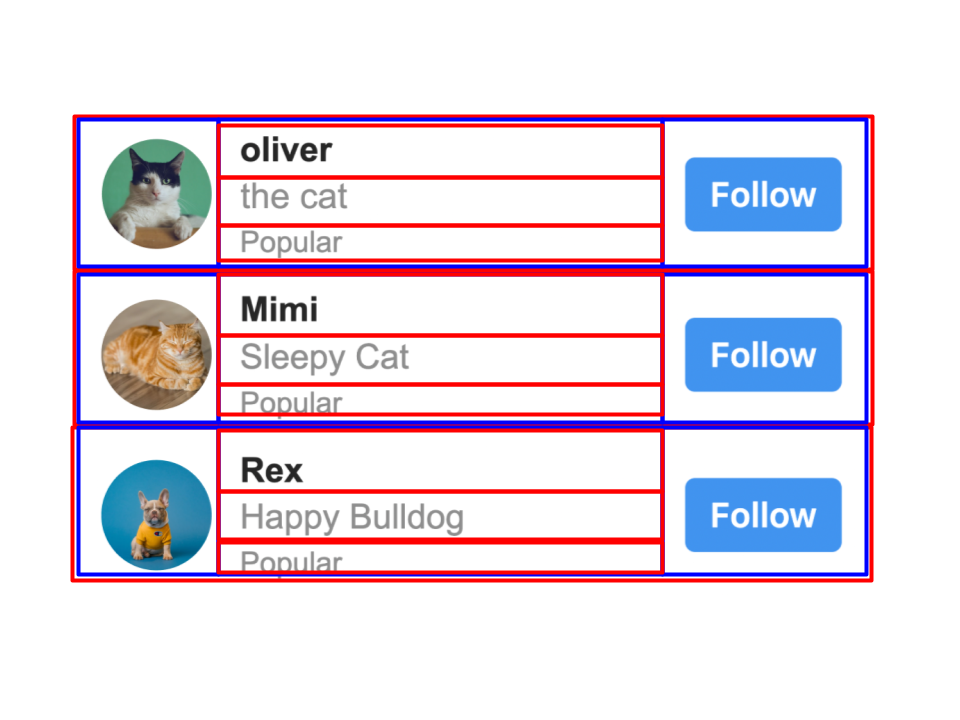 oliver
the cat
Popular
Follow
Mimi
Sleepy Cat
Popular
Follow
Rex
Happy Bulldog
Popular
Follow